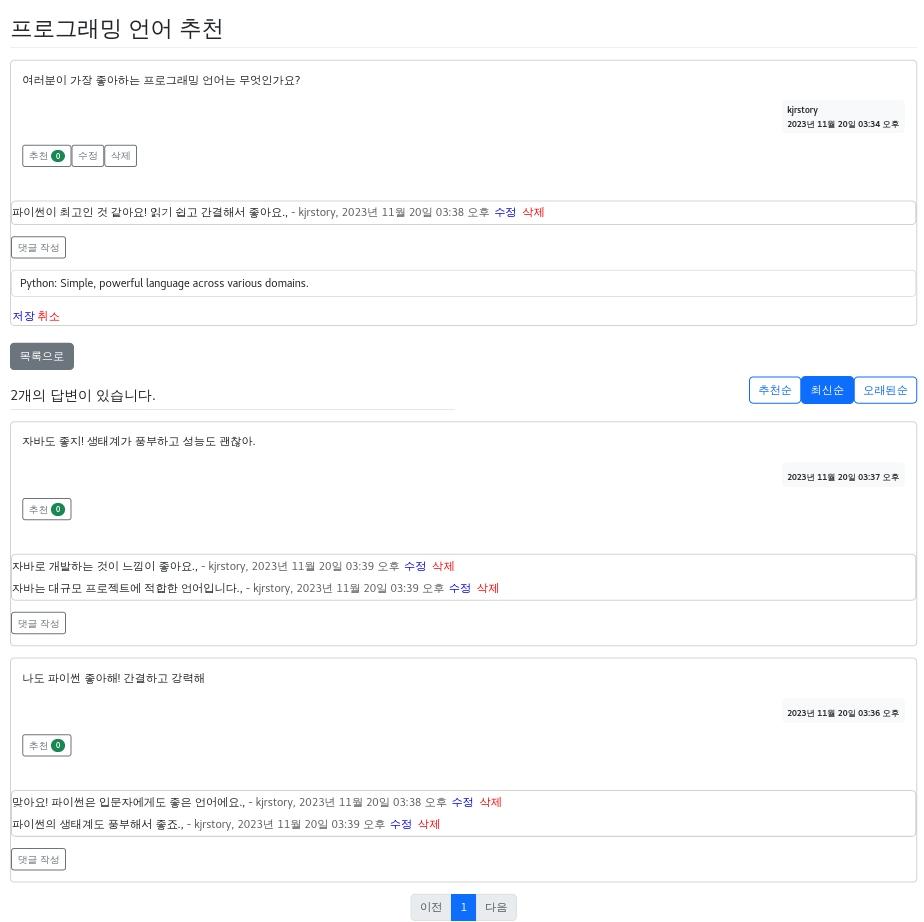 프로그래밍 언어 추천
여러분이 가장 좋아하는 프로그래밍 언어는 무엇인가요?
kjrstory
2023년 11월 20일 03:34 오후
추천 0 수정 삭제
파이썬이 최고인 것 같아요! 읽기 쉽고 간결해서 좋아요., - kjrstory, 2023년 11월 20일 03:38 오후 수정 삭제
댓글 작성
Python: Simple, powerful language across various domains.
저장 취소
목록으로
2개의 답변이 있습니다.
추천순 최신순 오래된순
자바도 좋지! 생태계가 풍부하고 성능도 괜찮아.
2023년 11월 20일 03:37 오후
추천 0
자바로 개발하는 것이 느낌이 좋아요., - kjrstory, 2023년 11월 20일 03:39 오후 수정 삭제
자바는 대규모 프로젝트에 적합한 언어입니다., - kjrstory, 2023년 11월 20일 03:39 오후 수정 삭제
댓글 작성
나도 파이썬 좋아해! 간결하고 강력해
2023년 11월 20일 03:36 오후
추천 0
맞아요! 파이썬은 입문자에게도 좋은 언어에요., - kjrstory, 2023년 11월 20일 03:38 오후 수정 삭제
파이썬의 생태계도 풍부해서 좋죠., - kjrstory, 2023년 11월 20일 03:39 오후 수정 삭제
댓글 작성
이전 1 다음